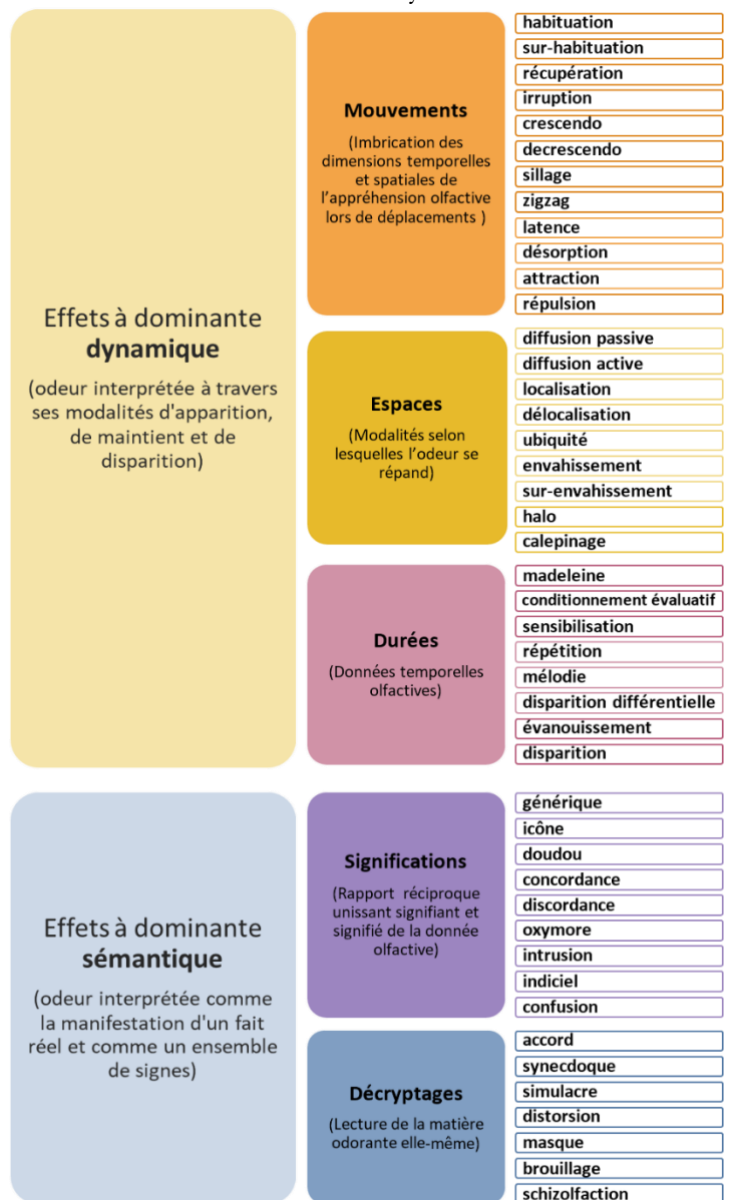 Effets à dominante
dynamique
(odeur interprétée à travers
ses modalités d'apparition,
de maintient et de
disparition)
Mouvements
(Imbrication des
dimensions temporelles
et spatiales de
l'appréhension olfactive
lors de déplacements )
habituation
sur-habituation
récupération
irruption
crescendo
decrescendo
sillage
zigzag
latence
désorption
attraction
répulsion
Espaces
(Modalités selon
lesquelles l'odeur se
répand)
diffusion passive
diffusion active
localisation
délocalisation
ubiquité
envahissement
sur-envahissement
halo
calepinage
Durées
(Données temporelles
olfactives)
madeleine
conditionnement évaluatif
sensibilisation
répétition
mélodie
disparition différentielle
évanouissement
disparition
Effets à dominante
sémantique
(odeur interprétée comme
la manifestation d'un fait
réel et comme un ensemble
de signes)
Significations
(Rapport  réciproque
unissant signifiant et
signifié de la donnée
olfactive)
générique
icône
doudou
concordance
discordance
oxymore
intrusion
indiciel
confusion
Décryptages
(Lecture de la matière
odorante elle-même)
accord
synecdoque
simulacre
distorsion
masque
brouillage
schizolfaction